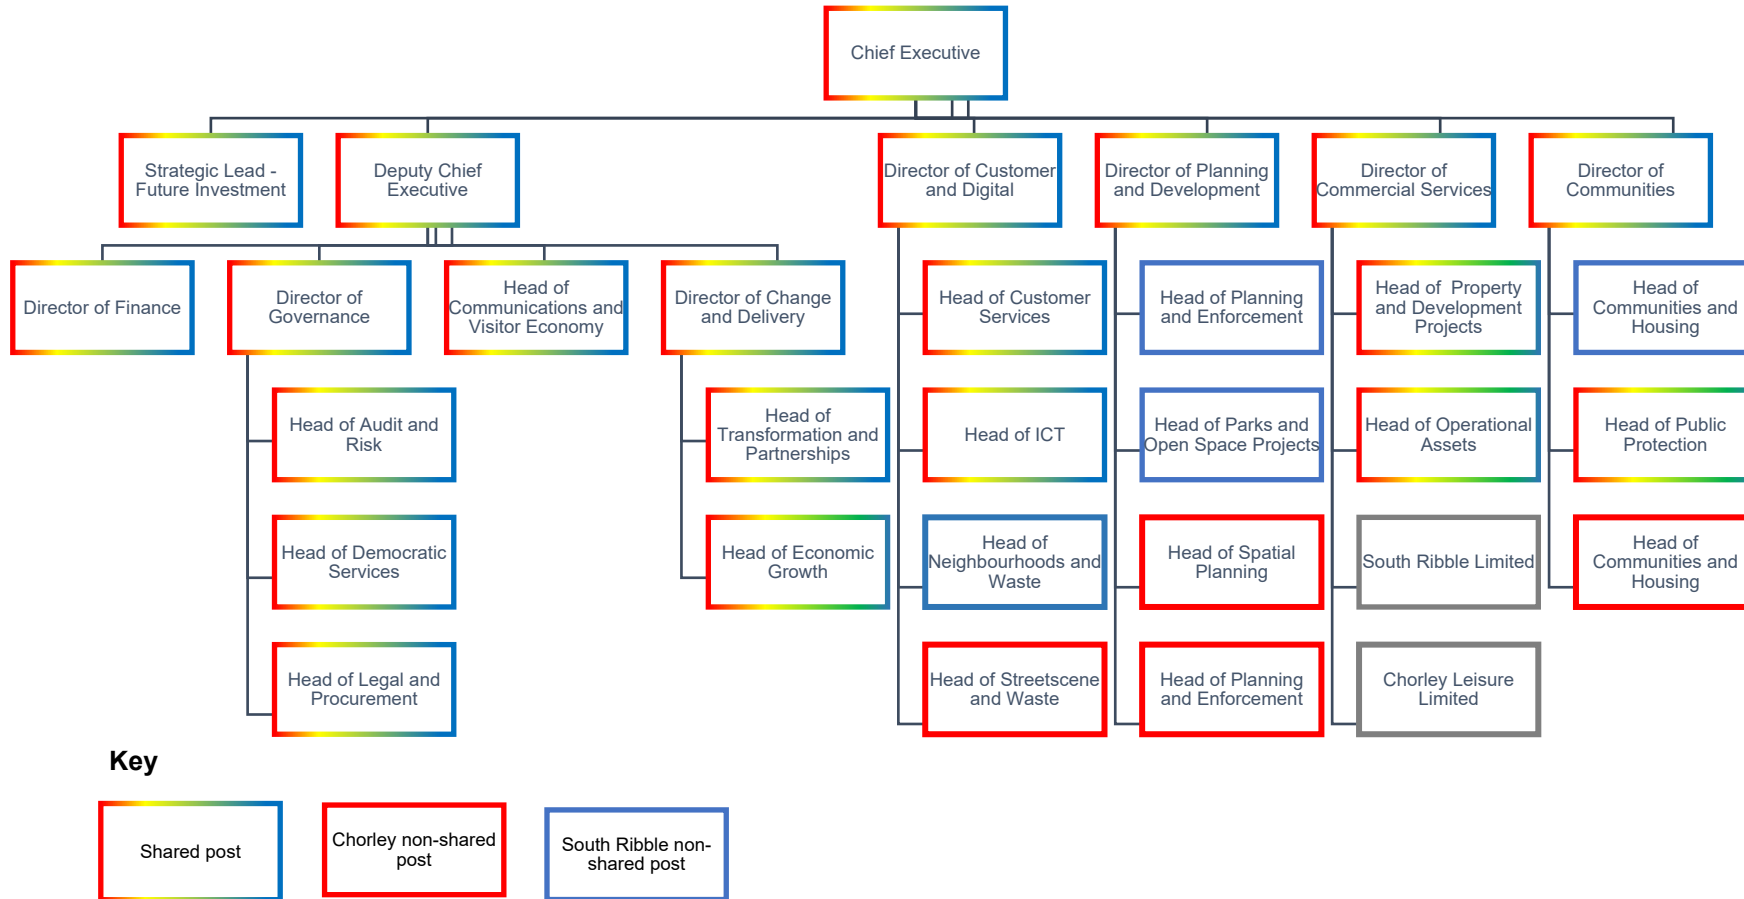 Chief Executive
Strategic Lead -
Future Investment
Deputy Chief
Executive
Director of Customer
and Digital
Director of Planning
and Development
Director of
Commercial Services
Director of
Communities
Director of Finance
Director of
Governance
Head of
Communications and
Visitor Economy
Director of Change
and Delivery
Head of Customer
Services
Head of Planning
and Enforcement
Head of  Property
and Development
Projects
Head of
Communities and
Housing
Head of Audit and
Risk
Head of
Transformation and
Partnerships
Head of ICT
Head of Parks and
Open Space Projects
Head of Operational
Assets
Head of Public
Protection
Head of Democratic
Services
Head of Economic
Growth
Head of
Neighbourhoods and
Waste
Head of Spatial
Planning
South Ribble Limited
Head of
Communities and
Housing
Head of Legal and
Procurement
Head of Streetscene
and Waste
Head of Planning
and Enforcement
Chorley Leisure
Limited
Key
Shared post
Chorley non-shared
post
South Ribble non-
shared post